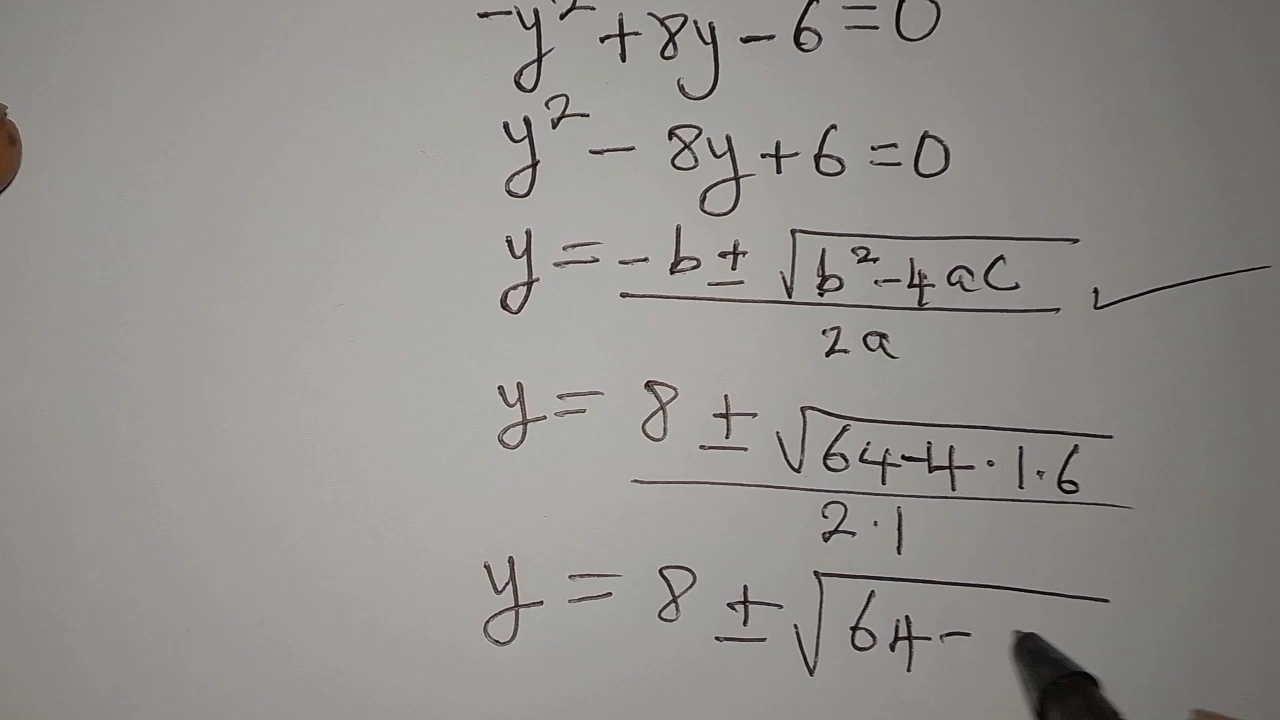 -y² + 8y - 6 = 0
y² - 8y + 6 = 0
y = -b ± √b² - 4ac
2a
y = 8 ± √64 - 4 · 1 · 6
2 · 1
y = 8 ± √64 -